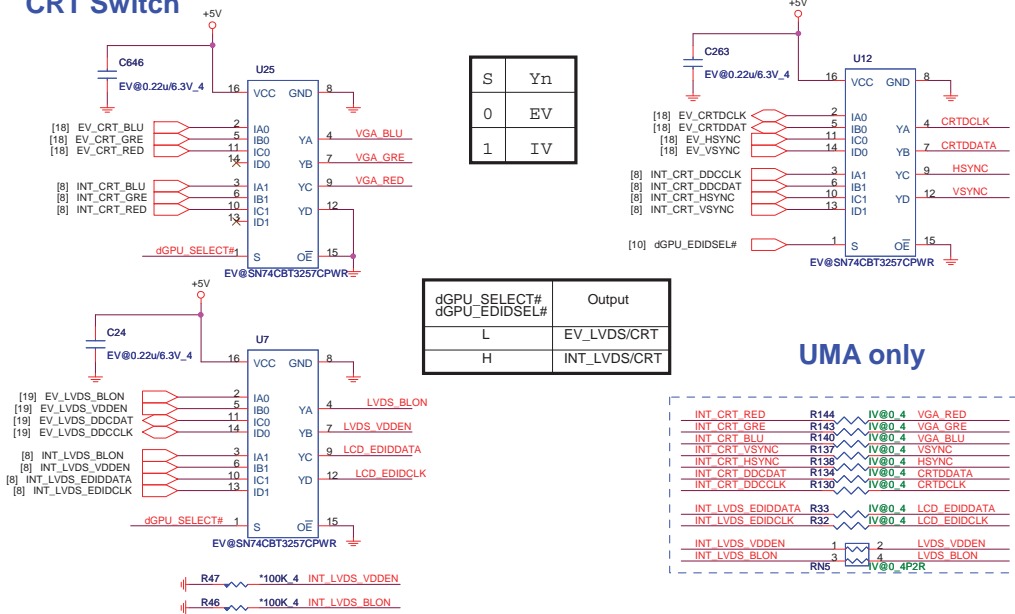 CRT Switch
+5V
C646
EV@0.22u/6.3V_4
U25
16 VCC GND 8
[18] EV_CRT_BLU 2 IA0
[18] EV_CRT_GRE 5 IB0 YA 4 VGA_BLU
[18] EV_CRT_RED 11 IC0
14 ID0 YB 7 VGA_GRE
[8] INT_CRT_BLU 3 IA1 YC 9 VGA_RED
[8] INT_CRT_GRE 6 IB1
[8] INT_CRT_RED 10 IC1 YD 12
13 ID1
dGPU_SELECT# 1 S OE 15
EV@SN74CBT3257CPWR
S Yn
0 EV
1 IV
+5V
C263
EV@0.22u/6.3V_4
U12
16 VCC GND 8
[18] EV_CRTDCLK 2 IA0
[18] EV_CRTDDAT 5 IB0 YA 4 CRTDCLK
[18] EV_HSYNC 11 IC0
[18] EV_VSYNC 14 ID0 YB 7 CRTDDATA
[8] INT_CRT_DDCCLK 3 IA1 YC 9 HSYNC
[8] INT_CRT_DDCDAT 6 IB1
[8] INT_CRT_HSYNC 10 IC1 YD 12 VSYNC
[8] INT_CRT_VSYNC 13 ID1
[10] dGPU_EDIDSEL# 1 S OE 15
EV@SN74CBT3257CPWR
+5V
C24
EV@0.22u/6.3V_4
U7
16 VCC GND 8
[19] EV_LVDS_BLON 2 IA0
[19] EV_LVDS_VDDEN 5 IB0 YA 4 LVDS_BLON
[19] EV_LVDS_DDCDAT 11 IC0
[19] EV_LVDS_DDCCLK 14 ID0 YB 7 LVDS_VDDEN
[8] INT_LVDS_BLON 3 IA1 YC 9 LCD_EDIDDATA
[8] INT_LVDS_VDDEN 6 IB1
[8] INT_LVDS_EDIDDATA 10 IC1 YD 12 LCD_EDIDCLK
[8] INT_LVDS_EDIDCLK 13 ID1
dGPU_SELECT# 1 S OE 15
EV@SN74CBT3257CPWR
R47 *100K_4 INT_LVDS_VDDEN
R46 *100K_4 INT_LVDS_BLON
dGPU_SELECT# Output
dGPU_EDIDSEL#
L EV_LVDS/CRT
H INT_LVDS/CRT
UMA only
INT_CRT_RED R144 IV@0_4 VGA_RED
INT_CRT_GRE R143 IV@0_4 VGA_GRE
INT_CRT_BLU R140 IV@0_4 VGA_BLU
INT_CRT_VSYNC R137 IV@0_4 VSYNC
INT_CRT_HSYNC R138 IV@0_4 HSYNC
INT_CRT_DDCDAT R134 IV@0_4 CRTDDATA
INT_CRT_DDCCLK R130 IV@0_4 CRTDCLK
INT_LVDS_EDIDDATA R33 IV@0_4 LCD_EDIDDATA
INT_LVDS_EDIDCLK R32 IV@0_4 LCD_EDIDCLK
INT_LVDS_VDDEN 1 2 LVDS_VDDEN
INT_LVDS_BLON 3 4 LVDS_BLON
RN5 IV@0_4P2R